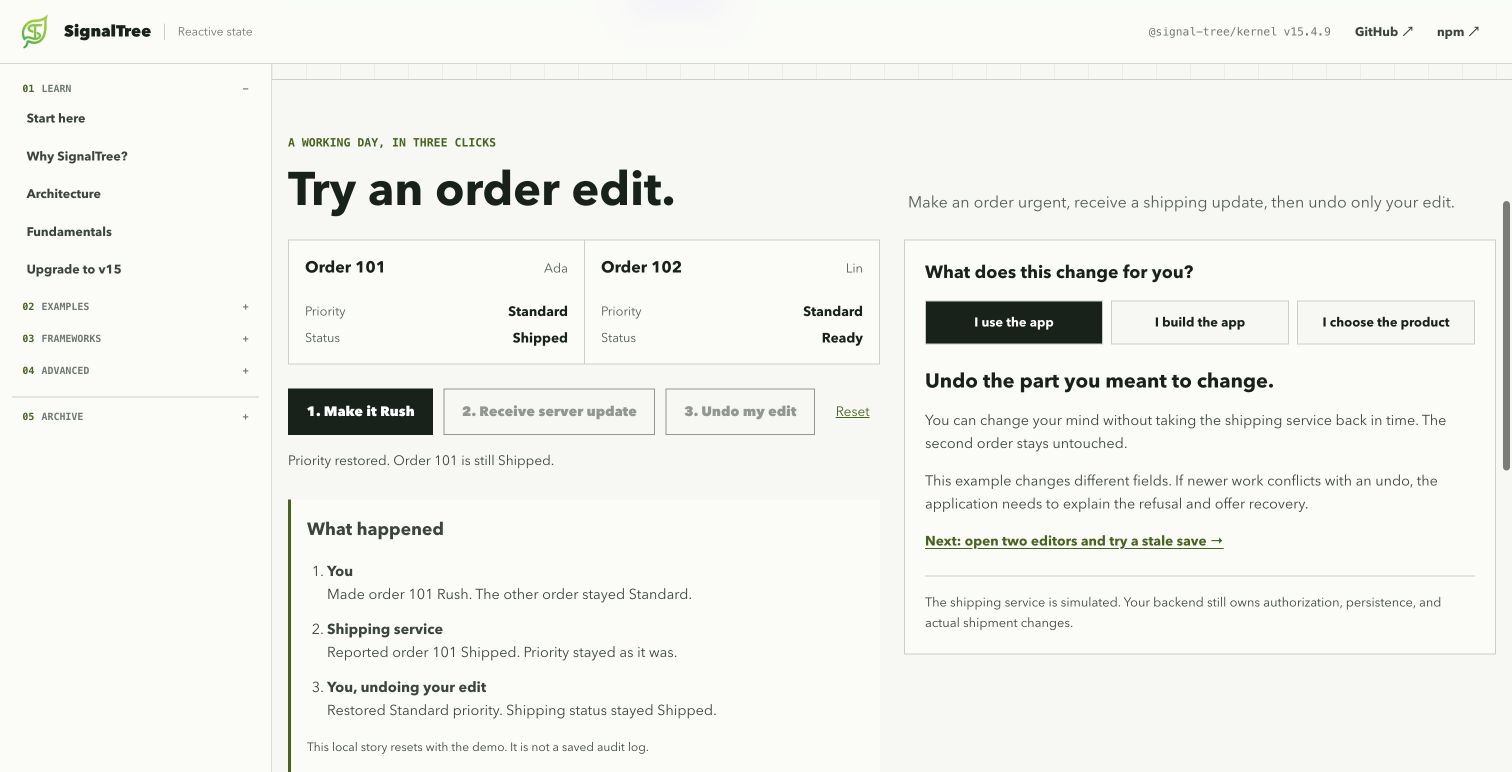 SignalTree
Reactive state
@signal-tree/kernel v15.4.9
GitHub ↗
npm ↗
01 LEARN −
Start here
Why SignalTree?
Architecture
Fundamentals
Upgrade to v15
02 EXAMPLES +
03 FRAMEWORKS +
04 ADVANCED +
05 ARCHIVE +
A WORKING DAY, IN THREE CLICKS
Try an order edit.
Make an order urgent, receive a shipping update, then undo only your edit.
Order 101 Ada
Priority Standard
Status Shipped
Order 102 Lin
Priority Standard
Status Ready
1. Make it Rush
2. Receive server update
3. Undo my edit
Reset
Priority restored. Order 101 is still Shipped.
What happened
1. You
Made order 101 Rush. The other order stayed Standard.
2. Shipping service
Reported order 101 Shipped. Priority stayed as it was.
3. You, undoing your edit
Restored Standard priority. Shipping status stayed Shipped.
This local story resets with the demo. It is not a saved audit log.
What does this change for you?
I use the app
I build the app
I choose the product
Undo the part you meant to change.
You can change your mind without taking the shipping service back in time. The
second order stays untouched.
This example changes different fields. If newer work conflicts with an undo, the
application needs to explain the refusal and offer recovery.
Next: open two editors and try a stale save →
The shipping service is simulated. Your backend still owns authorization, persistence, and
actual shipment changes.